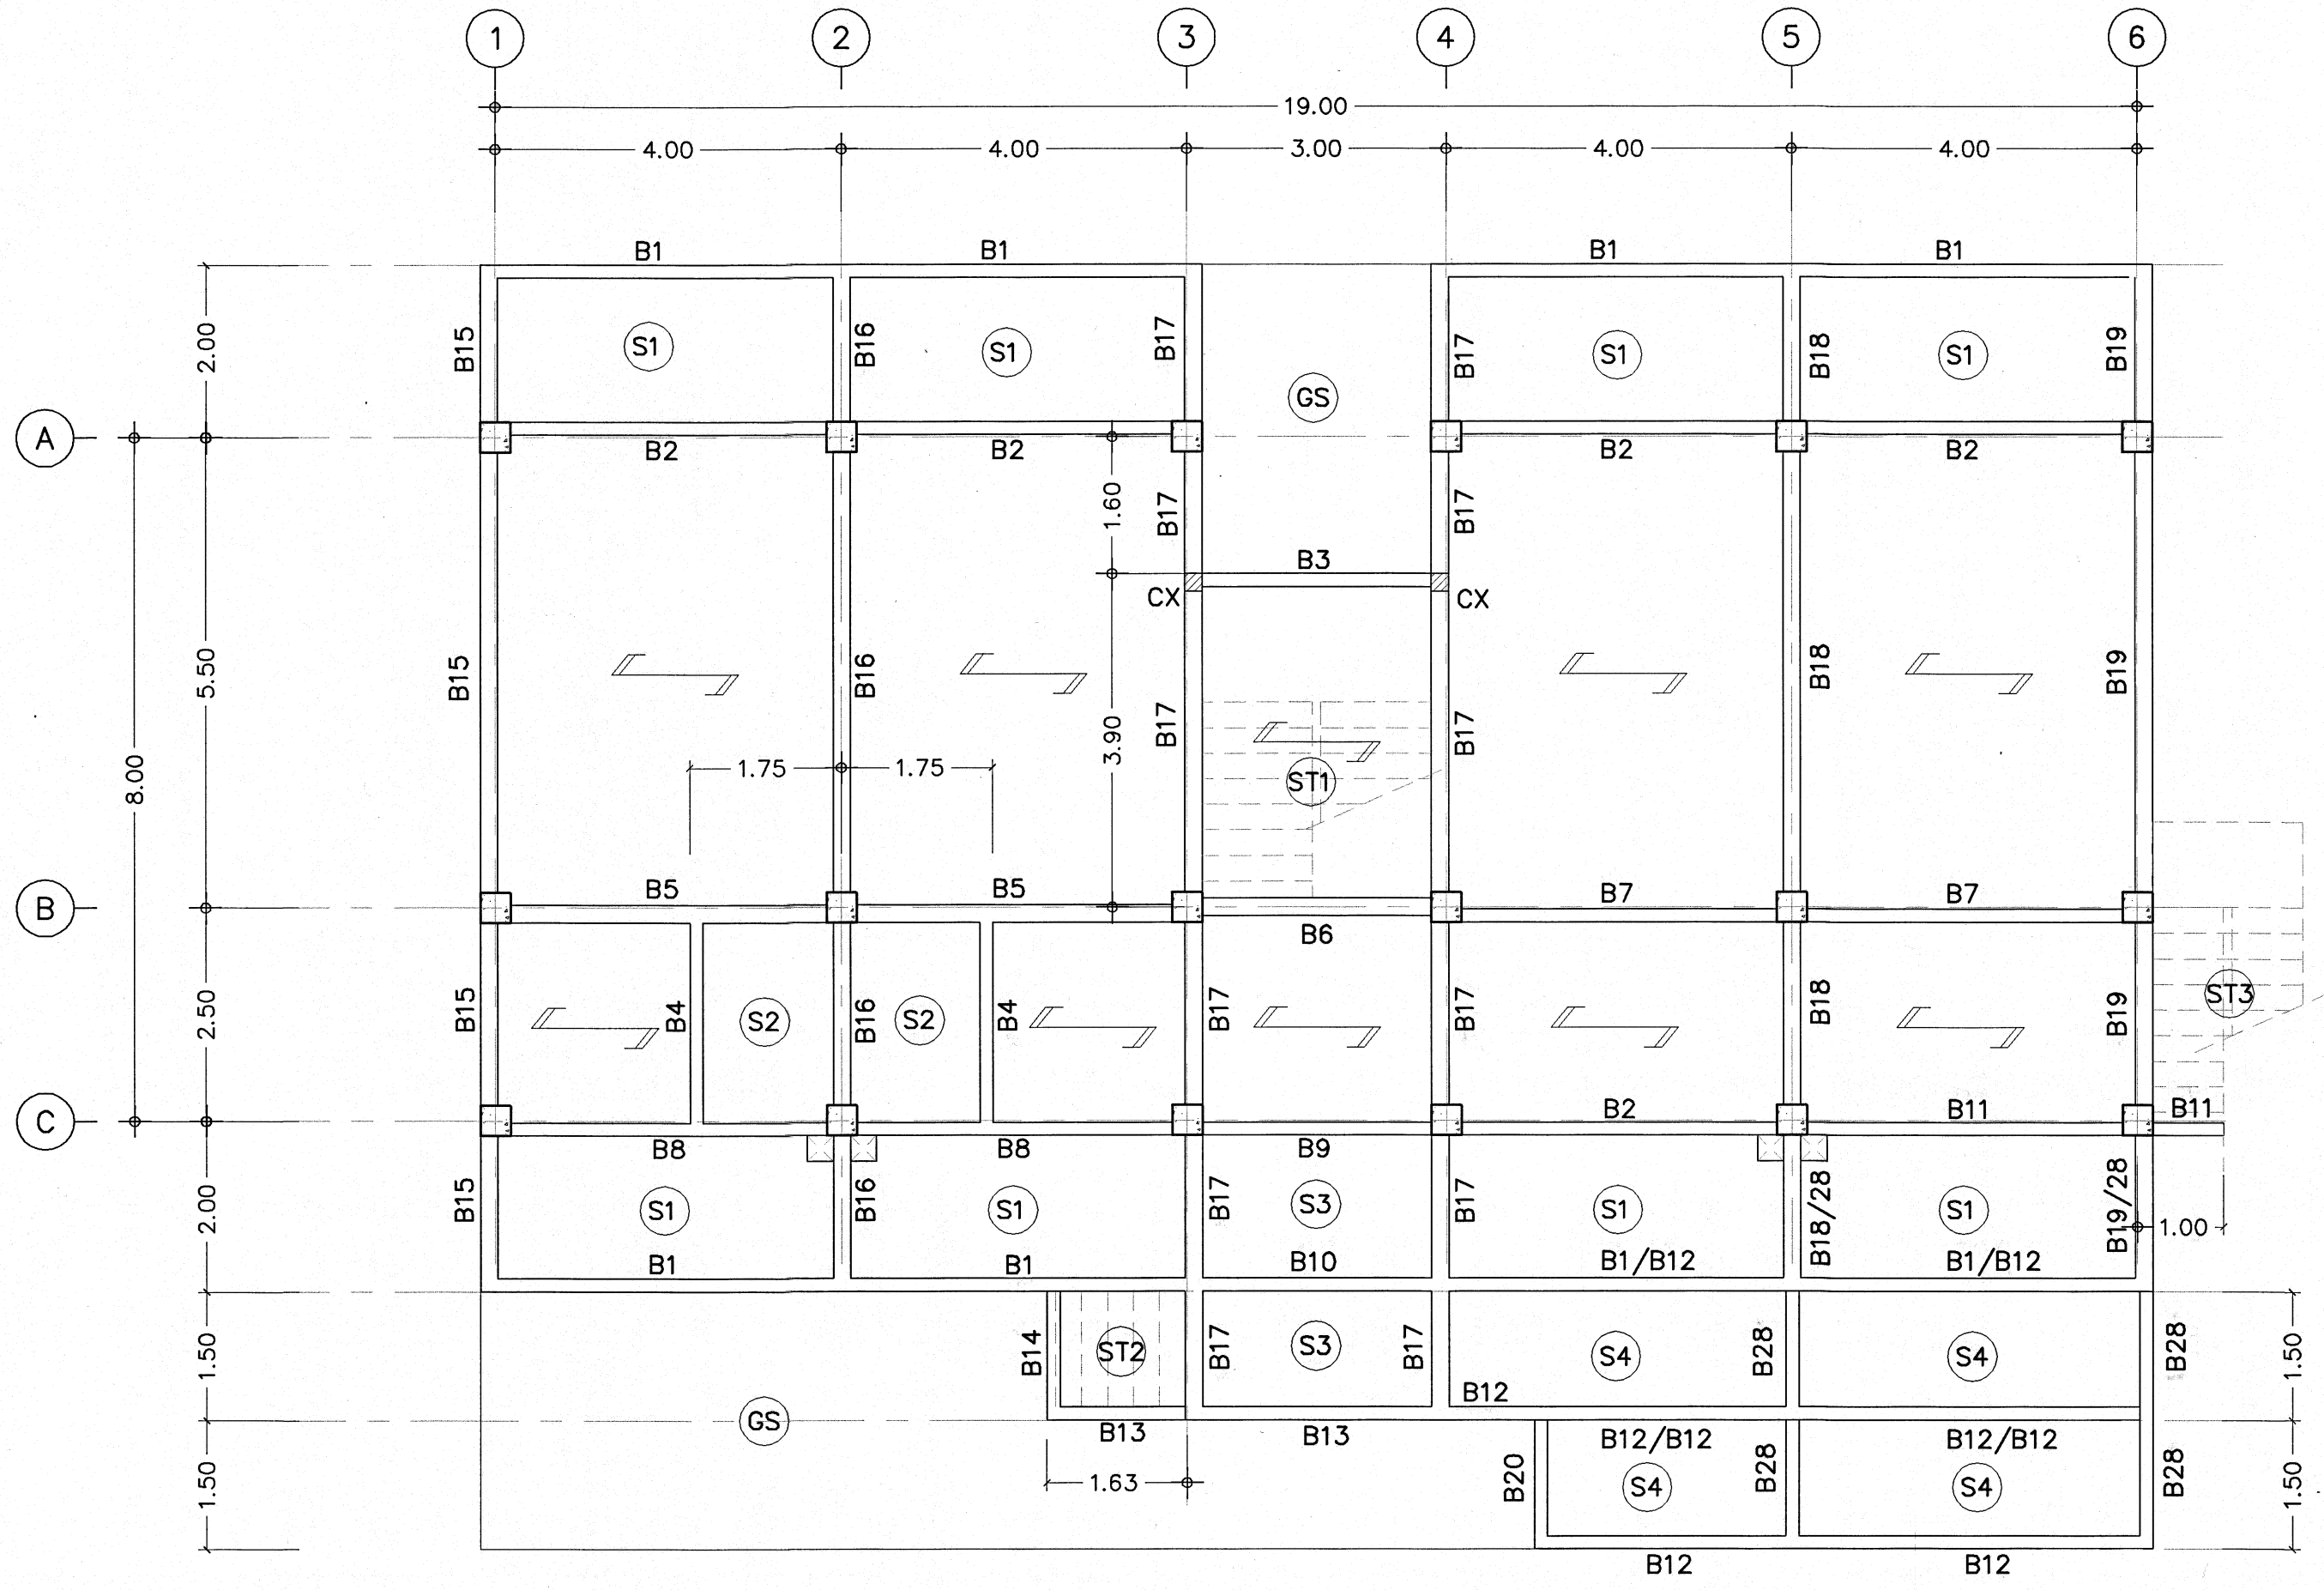 1 2 3 4 5 6
19.00
4.00 4.00 3.00 4.00 4.00
B1 B1 B1 B1
2.00 B15 S1 B16 S1 B17 B17 S1 B18 S1 B19
GS
A
B2 B2 B2 B2
1.60 B17 B17
B3
CX CX
5.50 B15 B16 B17 B17 B18 B19
8.00 1.75 1.75 3.90 ST1
B5 B5 B7 B7
B
B6
2.50 B15 B4 S2 B16 S2 B4 B17 B17 B18 B19 ST3
B2 B11 B11
C
B8 B8 B9
2.00 B15 S1 B16 S1 B17 S3 B17 S1 B18/28 S1 B19/28 1.00
B1 B1 B10 B1/B12 B1/B12
1.50 B14 ST2 B17 S3 B17 S4 B28 S4 B28 1.50
B12
GS
B13 B13 B12/B12 B12/B12
1.50 1.63 B20 S4 B28 S4 B28 1.50
B12 B12